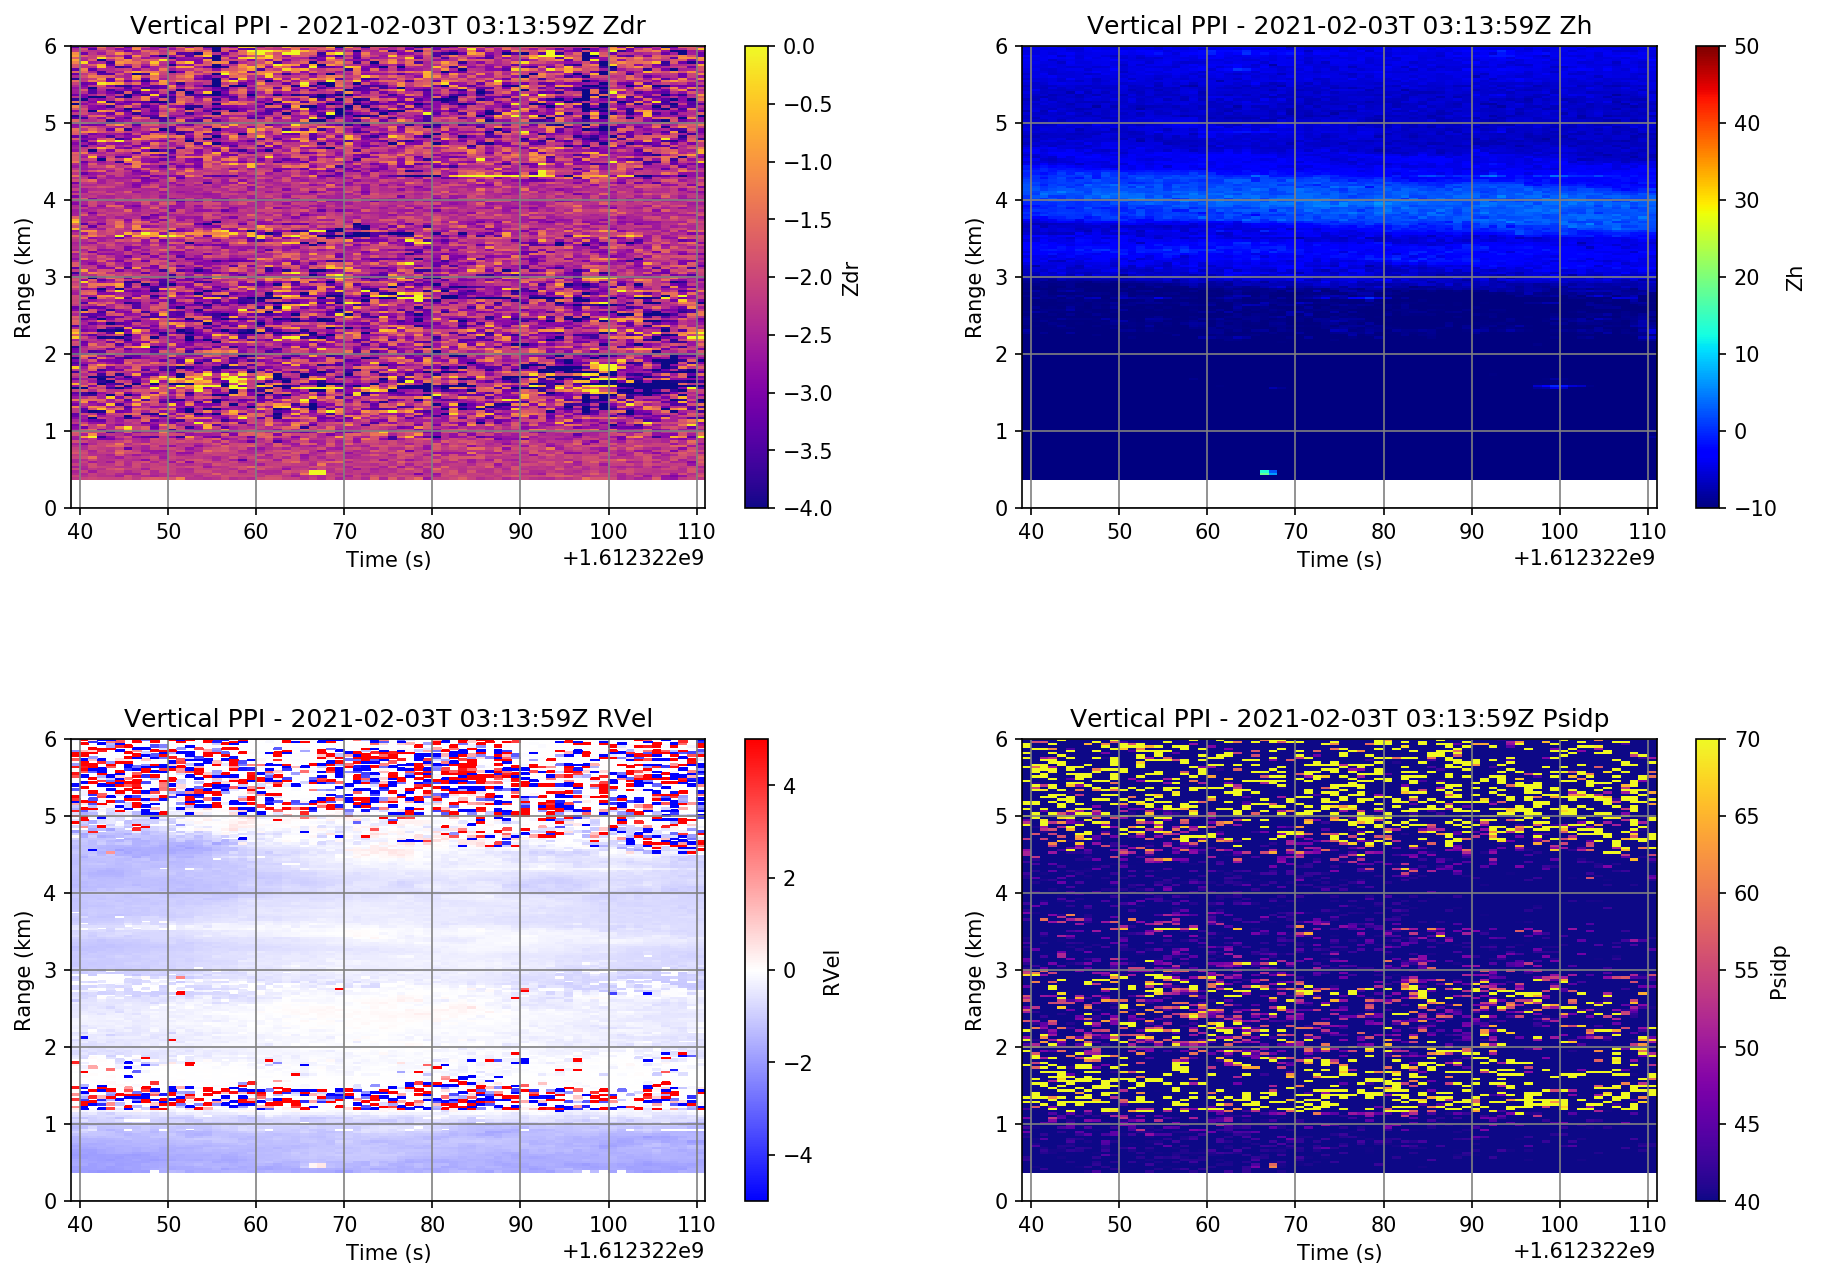 Vertical PPI - 2021-02-03T 03:13:59Z Zdr
6
5
4
3
2
1
0
Range (km)
40 50 60 70 80 90 100 110
Time (s)
+1.612322e9
0.0
−0.5
−1.0
−1.5
−2.0
−2.5
−3.0
−3.5
−4.0
Zdr
Vertical PPI - 2021-02-03T 03:13:59Z Zh
6
5
4
3
2
1
0
Range (km)
40 50 60 70 80 90 100 110
Time (s)
+1.612322e9
50
40
30
20
10
0
−10
Zh
Vertical PPI - 2021-02-03T 03:13:59Z RVel
6
5
4
3
2
1
0
Range (km)
40 50 60 70 80 90 100 110
Time (s)
+1.612322e9
4
2
0
−2
−4
RVel
Vertical PPI - 2021-02-03T 03:13:59Z Psidp
6
5
4
3
2
1
0
Range (km)
40 50 60 70 80 90 100 110
Time (s)
+1.612322e9
70
65
60
55
50
45
40
Psidp